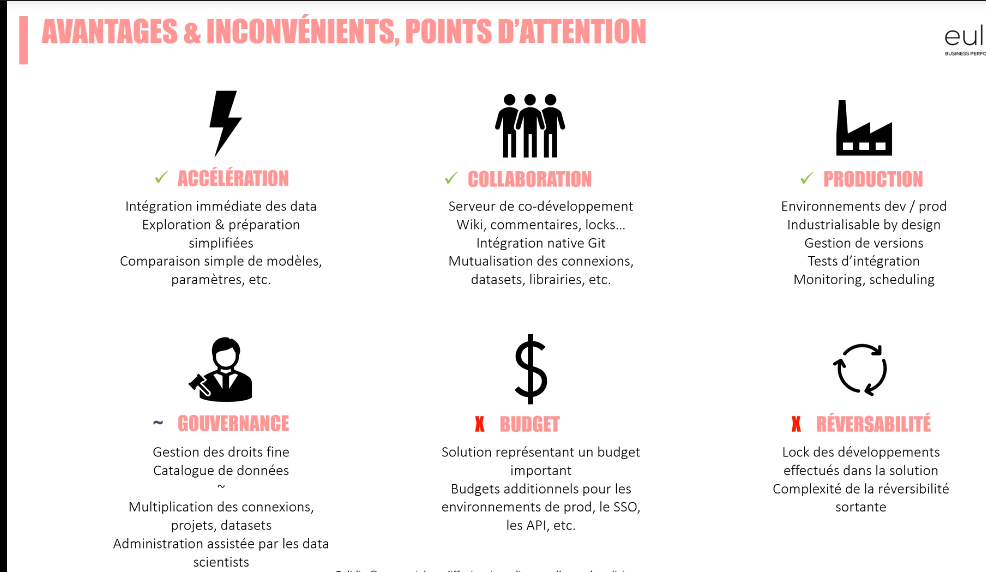 AVANTAGES & INCONVÉNIENTS, POINTS D'ATTENTION
eul
BUSINESS PERFO
✓ ACCÉLÉRATION
Intégration immédiate des data
Exploration & préparation
simplifiées
Comparaison simple de modèles,
paramètres, etc.
✓ COLLABORATION
Serveur de co-développement
Wiki, commentaires, locks…
Intégration native Git
Mutualisation des connexions,
datasets, librairies, etc.
✓ PRODUCTION
Environnements dev / prod
Industrialisable by design
Gestion de versions
Tests d'intégration
Monitoring, scheduling
~ GOUVERNANCE
Gestion des droits fine
Catalogue de données
~
Multiplication des connexions,
projets, datasets
Administration assistée par les data
scientists
X BUDGET
Solution représentant un budget
important
Budgets additionnels pour les
environnements de prod, le SSO,
les API, etc.
X RÉVERSABILITÉ
Lock des développements
effectués dans la solution
Complexité de la réversibilité
sortante